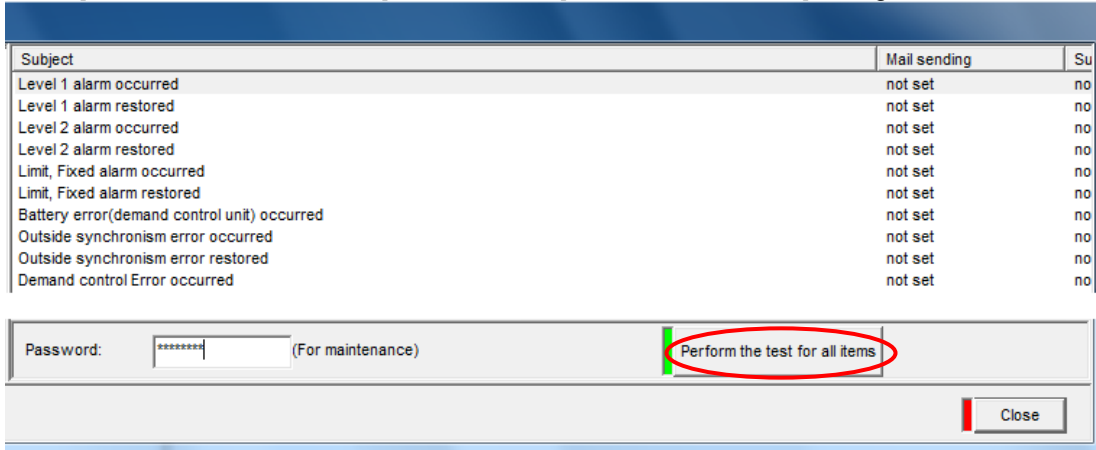 Subject Mail sending Su
Level 1 alarm occurred not set no
Level 1 alarm restored not set no
Level 2 alarm occurred not set no
Level 2 alarm restored not set no
Limit, Fixed alarm occurred not set no
Limit, Fixed alarm restored not set no
Battery error(demand control unit) occurred not set no
Outside synchronism error occurred not set no
Outside synchronism error restored not set no
Demand control Error occurred not set no
Password: ******** (For maintenance) Perform the test for all items
Close